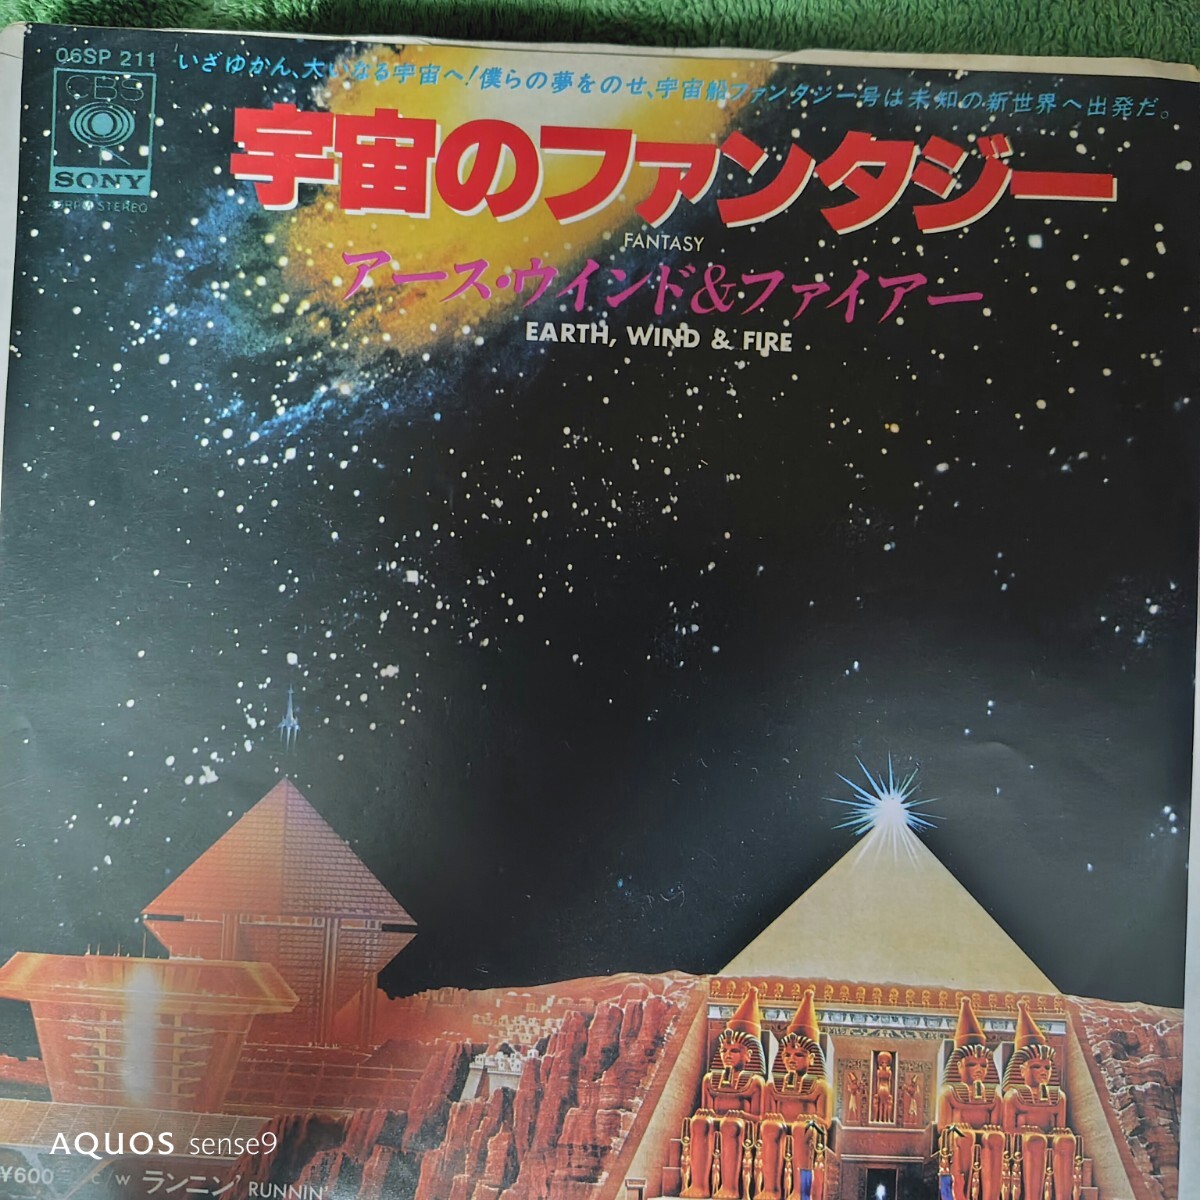 06SP 211
いざゆかん、大いなる宇宙へ!僕らの夢をのせ、宇宙船ファンタジー号は未知の新世界へ出発だ。
CBS
SONY
45RPM STEREO
宇宙のファンタジー
FANTASY
アース・ウインド&ファイアー
EARTH, WIND & FIRE
AQUOS sense9
¥600 c/w ランニン' RUNNIN'